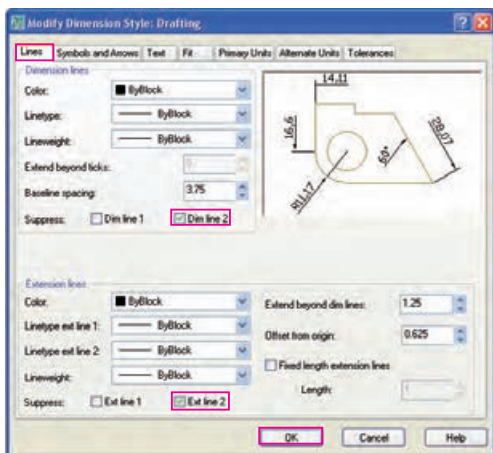 Modify Dimension Style: Drafting
Lines Symbols and Arrows Text Fit Primary Units Alternate Units Tolerances
Dimension lines
Color: ByBlock
Linetype: ByBlock
Lineweight: ByBlock
Extend beyond ticks: 0
Baseline spacing: 3.75
Suppress: Dim line 1 Dim line 2
14,11
16,6
60°
28,07
R11,17
Extension lines
Color: ByBlock
Linetype ext line 1: ByBlock
Linetype ext line 2: ByBlock
Lineweight: ByBlock
Suppress: Ext line 1 Ext line 2
Extend beyond dim lines: 1.25
Offset from origin: 0.625
Fixed length extension lines
Length: 1
OK Cancel Help